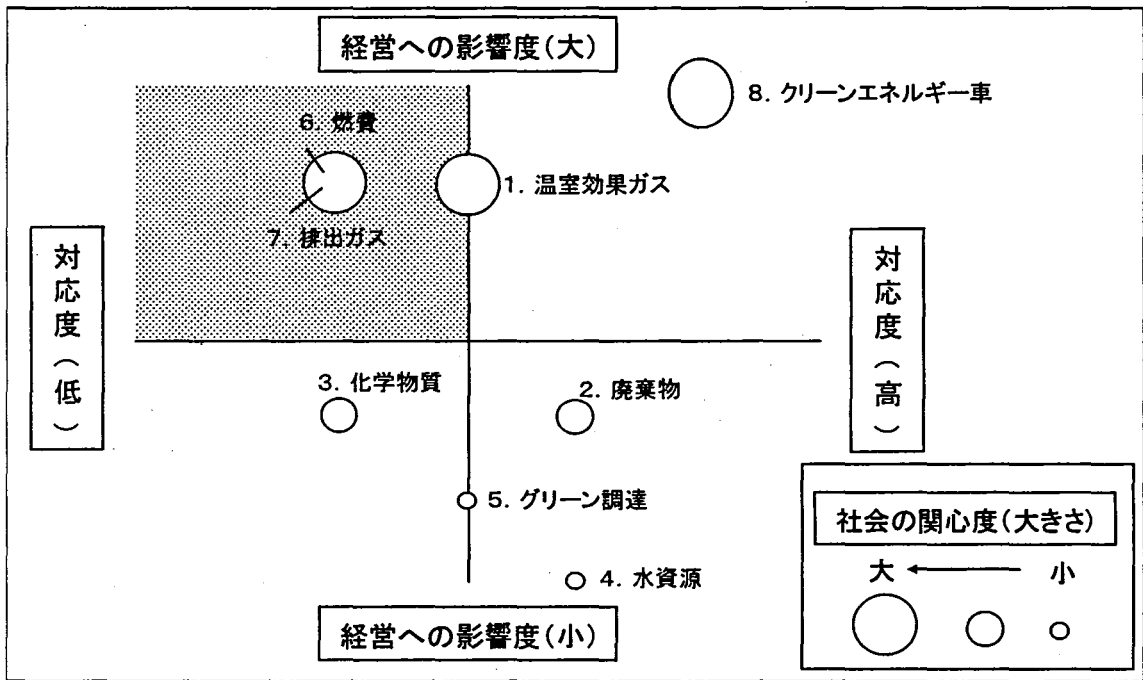 経営への影響度(大)
8. クリーンエネルギー車
6. 燃費
1. 温室効果ガス
7. 排出ガス
対応度(低)
対応度(高)
3. 化学物質
2. 廃棄物
5. グリーン調達
社会の関心度(大きさ)
大
小
4. 水資源
経営への影響度(小)